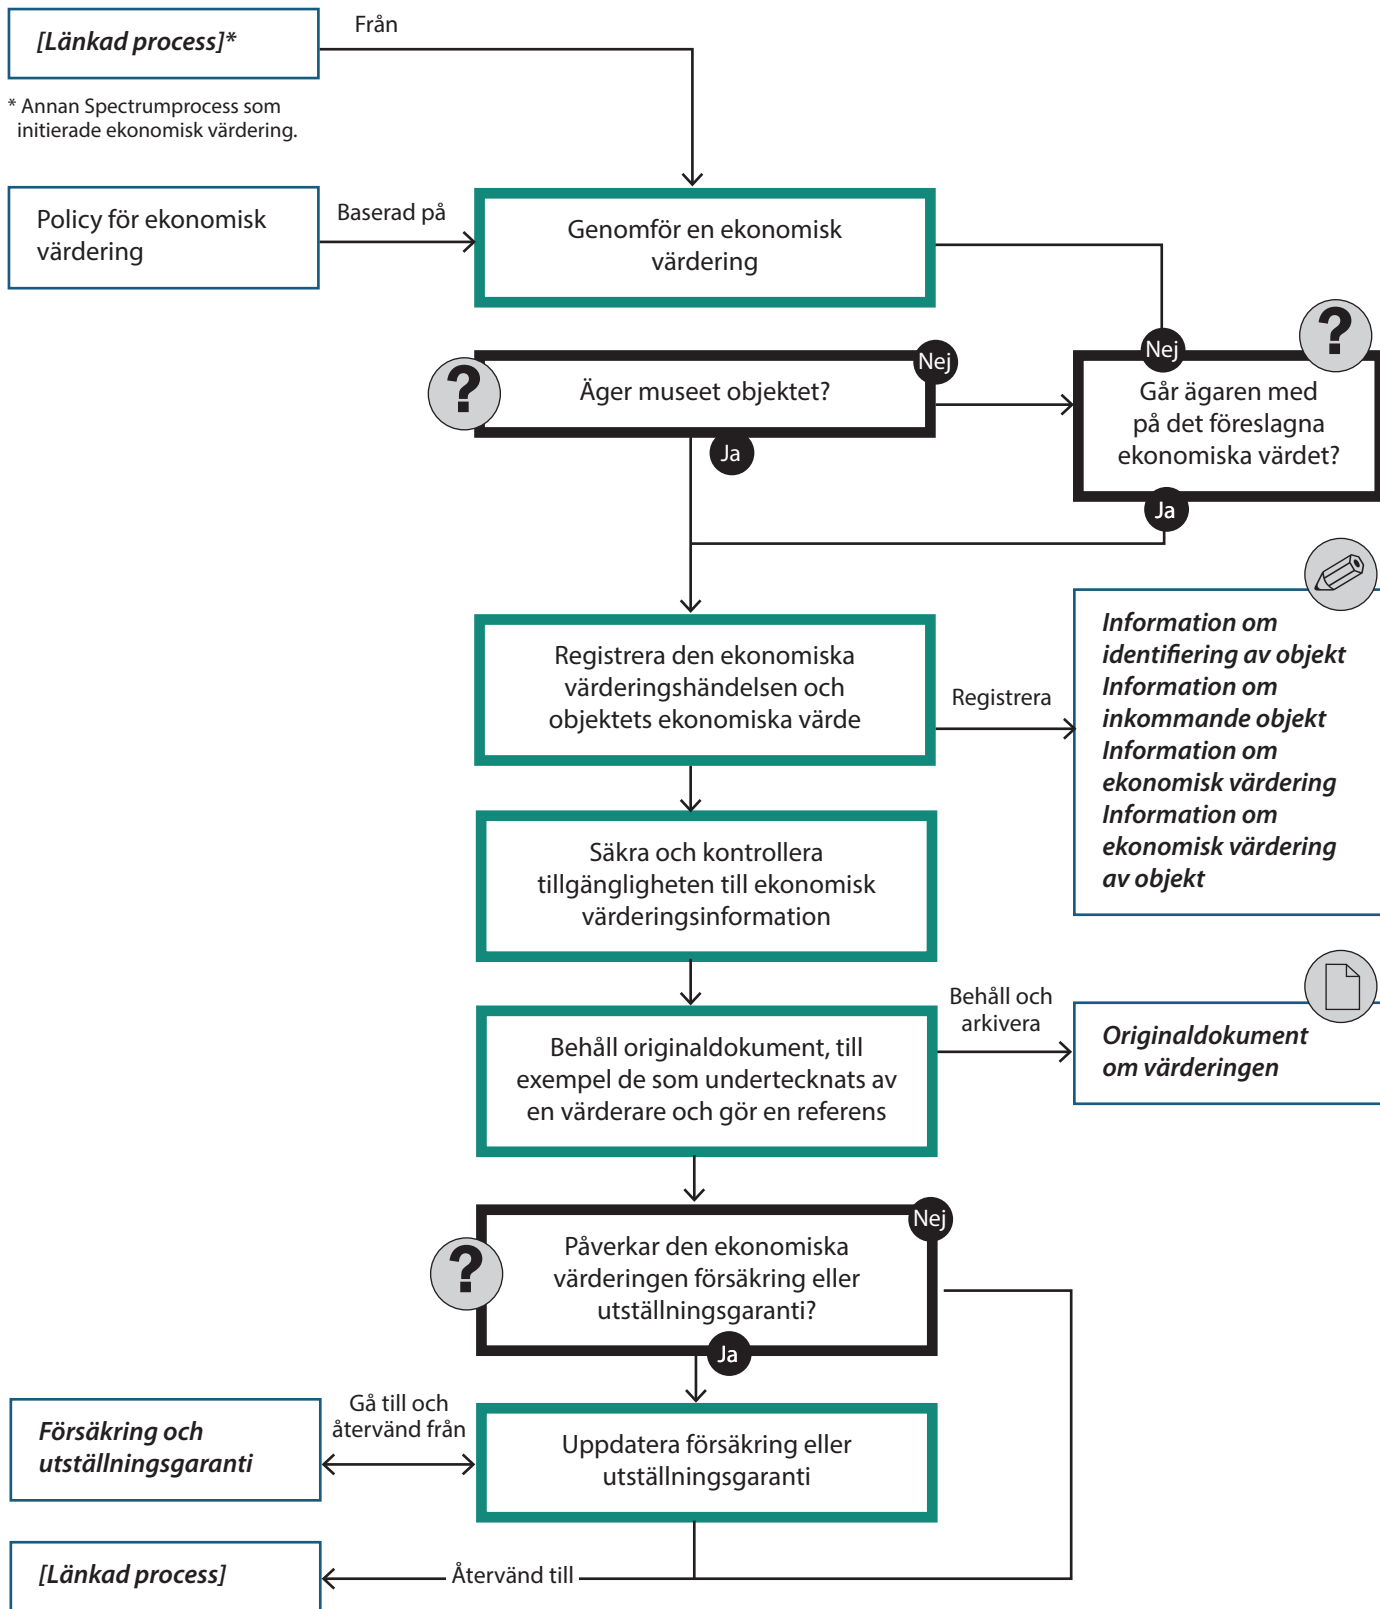 [Länkad process]*
Från
* Annan Spectrumprocess som
initierade ekonomisk värdering.
Policy för ekonomisk
värdering
Baserad på
Genomför en ekonomisk
värdering
?
Äger museet objektet?
Nej
Ja
Nej
?
Går ägaren med
på det föreslagna
ekonomiska värdet?
Ja
Registrera den ekonomiska
värderingshändelsen och
objektets ekonomiska värde
Registrera
Information om
identifiering av objekt
Information om
inkommande objekt
Information om
ekonomisk värdering
Information om
ekonomisk värdering
av objekt
Säkra och kontrollera
tillgängligheten till ekonomisk
värderingsinformation
Behåll originaldokument, till
exempel de som undertecknats av
en värderare och gör en referens
Behåll och
arkivera
Originaldokument
om värderingen
?
Påverkar den ekonomiska
värderingen försäkring eller
utställningsgaranti?
Nej
Ja
Försäkring och
utställningsgaranti
Gå till och
återvänd från
Uppdatera försäkring eller
utställningsgaranti
[Länkad process]
Återvänd till